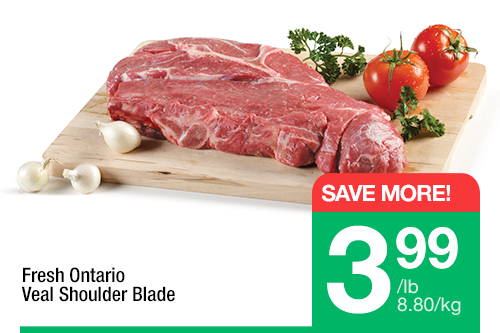 SAVE MORE!
3 99
/lb
8.80/kg
Fresh Ontario
Veal Shoulder Blade